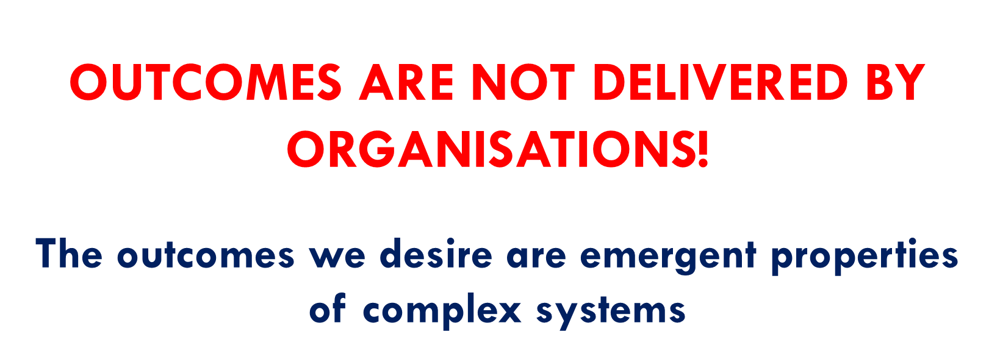 OUTCOMES ARE NOT DELIVERED BY
ORGANISATIONS!
The outcomes we desire are emergent properties
of complex systems